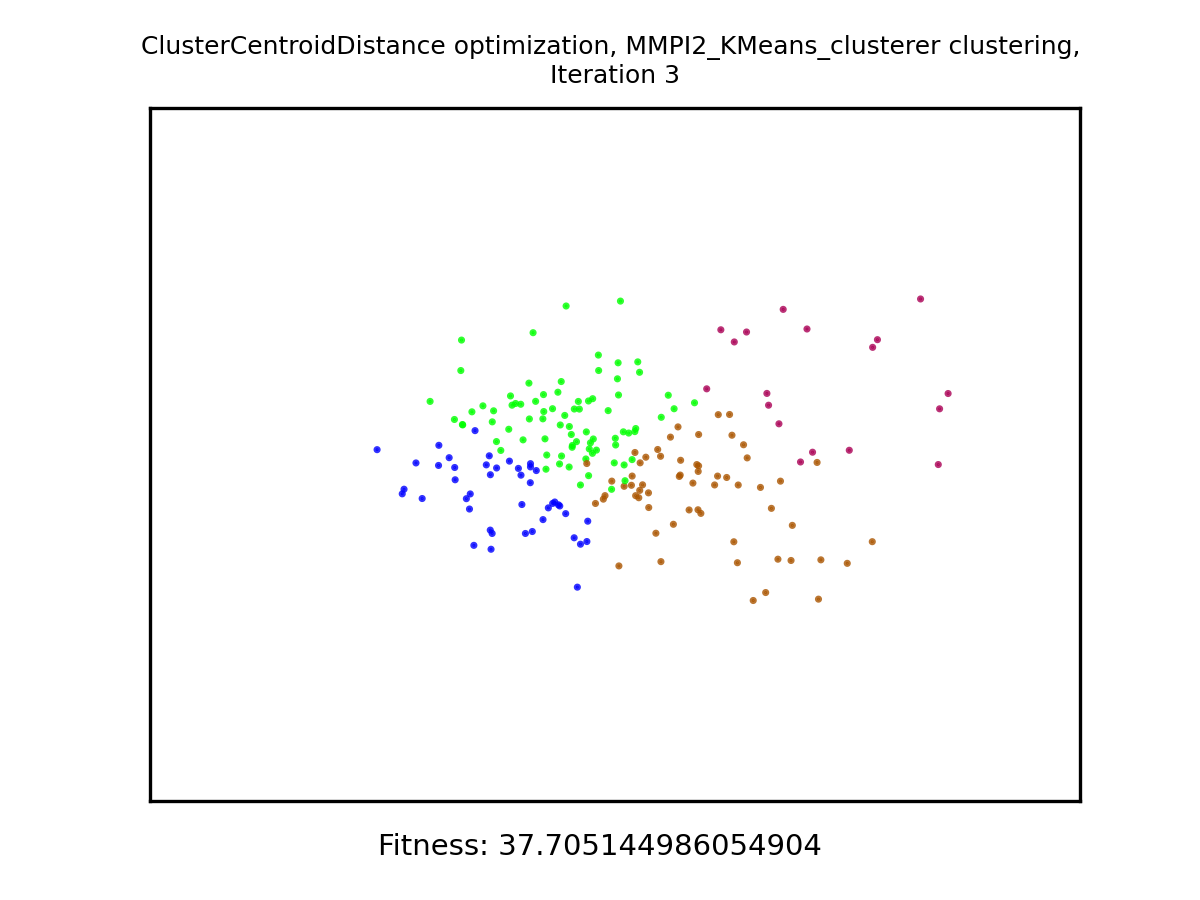 ClusterCentroidDistance optimization, MMPI2_KMeans_clusterer clustering,
Iteration 3
Fitness: 37.705144986054904